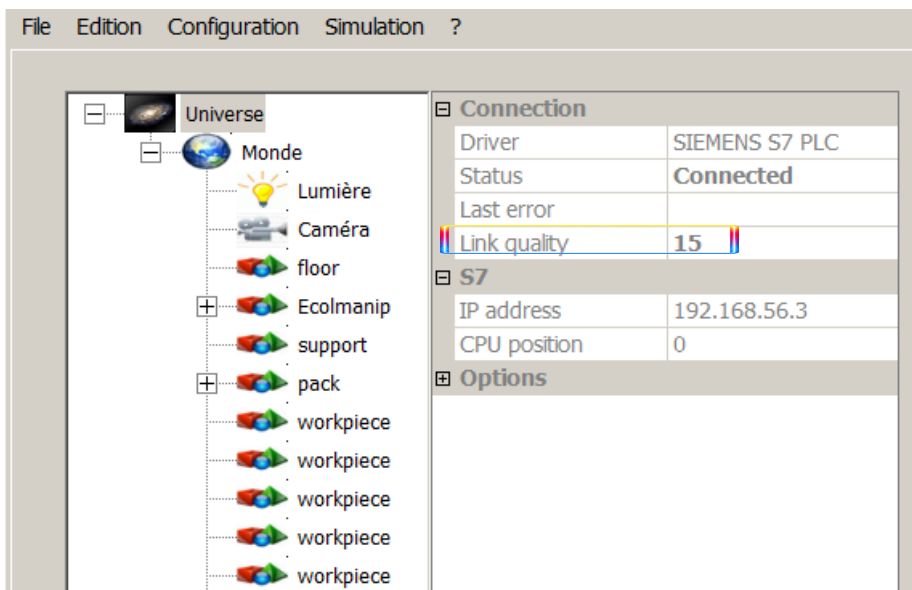 File Edition Configuration Simulation ?
Universe
Monde
Lumière
Caméra
floor
Ecolmanip
support
pack
workpiece
workpiece
workpiece
workpiece
workpiece
Connection
Driver SIEMENS S7 PLC
Status Connected
Last error
Link quality 15
S7
IP address 192.168.56.3
CPU position 0
Options